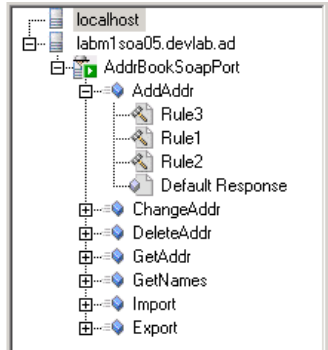 localhost
labm1soa05.devlab.ad
AddrBookSoapPort
AddAddr
Rule3
Rule1
Rule2
Default Response
ChangeAddr
DeleteAddr
GetAddr
GetNames
Import
Export